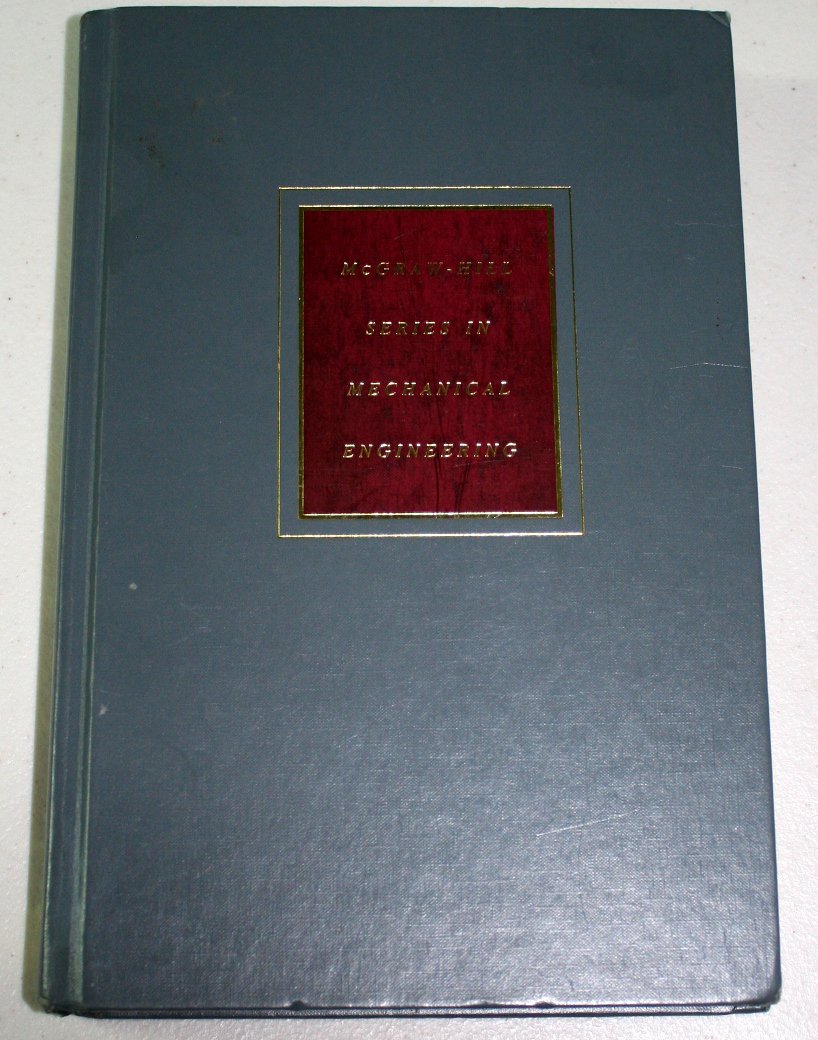 McGRAW-HILL
SERIES IN
MECHANICAL
ENGINEERING